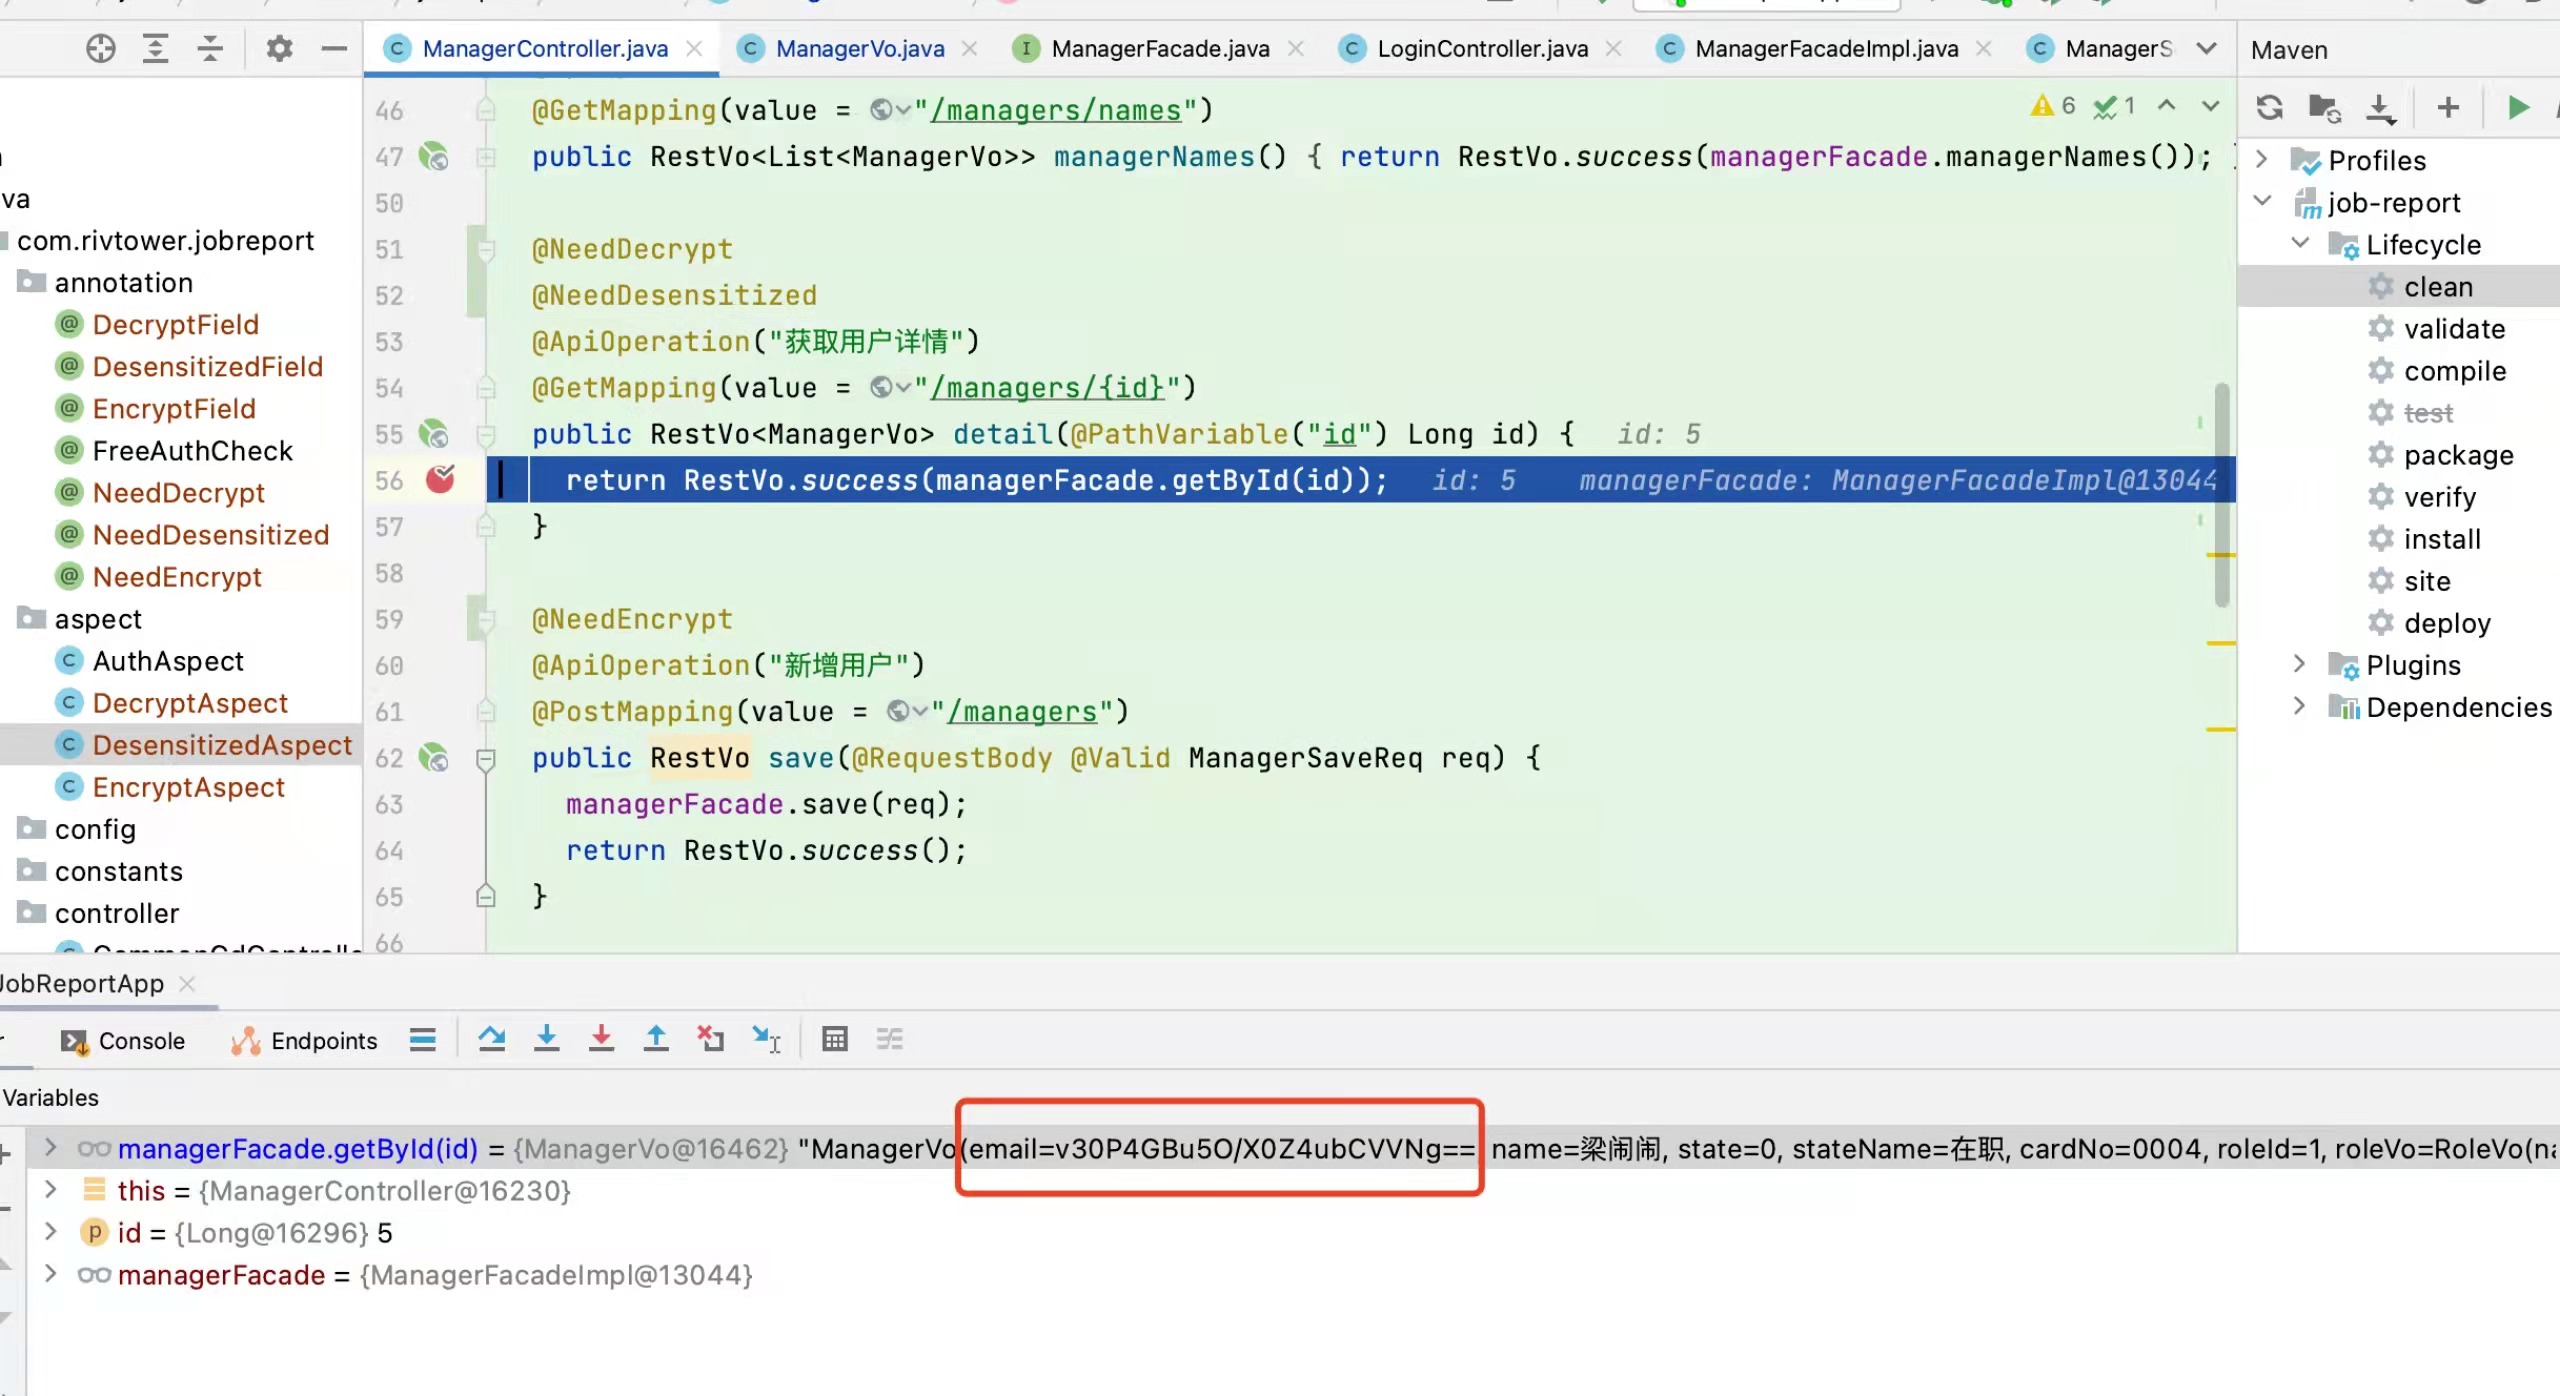 ManagerController.java
ManagerVo.java
ManagerFacade.java
LoginController.java
ManagerFacadeImpl.java
ManagerS
Maven
va
com.rivtower.jobreport
annotation
DecryptField
DesensitizedField
EncryptField
FreeAuthCheck
NeedDecrypt
NeedDesensitized
NeedEncrypt
aspect
AuthAspect
DecryptAspect
DesensitizedAspect
EncryptAspect
config
constants
controller
46 @GetMapping(value = "/managers/names")
6 1
47 public RestVo<List<ManagerVo>> managerNames() { return RestVo.success(managerFacade.managerNames());
50
51 @NeedDecrypt
52 @NeedDesensitized
53 @ApiOperation("获取用户详情")
54 @GetMapping(value = "/managers/{id}")
55 public RestVo<ManagerVo> detail(@PathVariable("id") Long id) { id: 5
56 return RestVo.success(managerFacade.getById(id)); id: 5 managerFacade: ManagerFacadeImpl@13044
57 }
58
59 @NeedEncrypt
60 @ApiOperation("新增用户")
61 @PostMapping(value = "/managers")
62 public RestVo save(@RequestBody @Valid ManagerSaveReq req) {
63 managerFacade.save(req);
64 return RestVo.success();
65 }
66
Profiles
job-report
Lifecycle
clean
validate
compile
test
package
verify
install
site
deploy
Plugins
Dependencies
JobReportApp
Console
Endpoints
Variables
managerFacade.getById(id) = {ManagerVo@16462} "ManagerVo(email=v30P4GBu5O/X0Z4ubCVVNg== name=梁闹闹, state=0, stateName=在职, cardNo=0004, roleId=1, roleVo=RoleVo(na
this = {ManagerController@16230}
id = {Long@16296} 5
managerFacade = {ManagerFacadeImpl@13044}